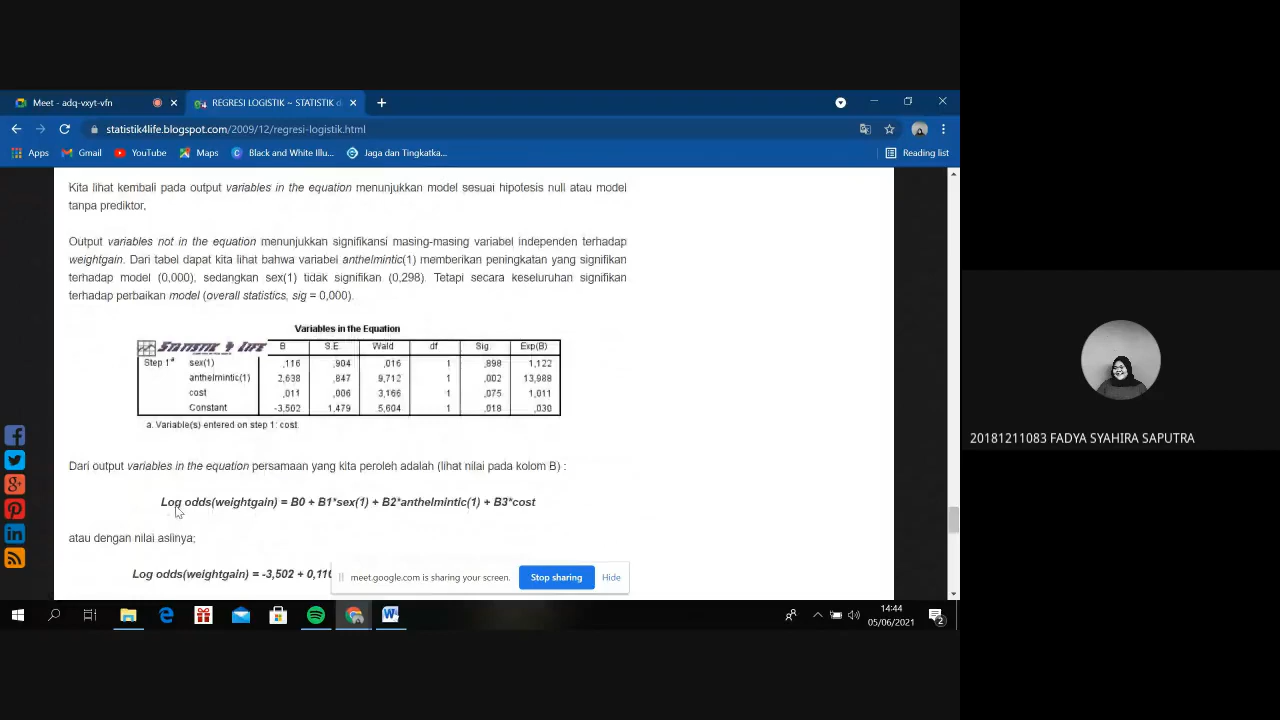 Meet - adq-vxyt-vfn
REGRESI LOGISTIK ~ STATISTIK d
statistik4life.blogspot.com/2009/12/regresi-logistik.html
Apps Gmail YouTube Maps Black and White Illu... Jaga dan Tingkatka... Reading list
Kita lihat kembali pada output variables in the equation menunjukkan model sesuai hipotesis null atau model
tanpa prediktor,
Output variables not in the equation menunjukkan signifikansi masing-masing variabel independen terhadap
weightgain. Dari tabel dapat kita lihat bahwa variabel anthelmintic(1) memberikan peningkatan yang signifikan
terhadap model (0,000), sedangkan sex(1) tidak signifikan (0,298). Tetapi secara keseluruhan signifikan
terhadap perbaikan model (overall statistics, sig = 0,000).
Variables in the Equation
STATISTIK 4 LIFE B S.E. Wald df Sig. Exp(B)
Step 1a sex(1) ,116 ,904 ,016 1 ,898 1,122
anthelmintic(1) 2,638 ,847 9,712 1 ,002 13,988
cost ,011 ,006 3,166 1 ,075 1,011
Constant -3,502 1,479 5,604 1 ,018 ,030
a. Variable(s) entered on step 1: cost.
Dari output variables in the equation persamaan yang kita peroleh adalah (lihat nilai pada kolom B) :
Log odds(weightgain) = B0 + B1*sex(1) + B2*anthelmintic(1) + B3*cost
atau dengan nilai aslinya;
Log odds(weightgain) = -3,502 + 0,116
meet.google.com is sharing your screen. Stop sharing Hide
14:44
05/06/2021
2
20181211083 FADYA SYAHIRA SAPUTRA